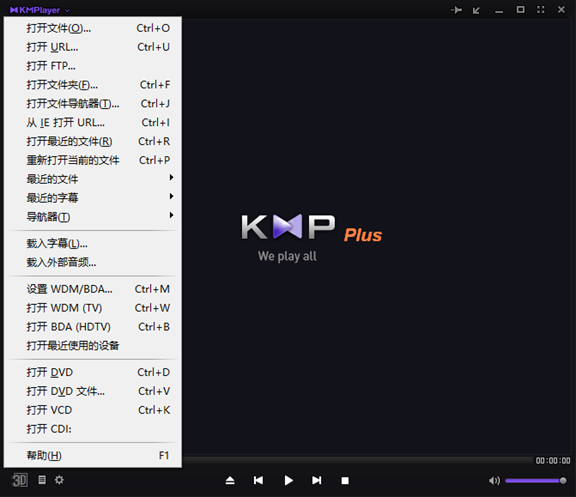 KMPlayer
打开文件(O)... Ctrl+O
打开 URL... Ctrl+U
打开 FTP...
打开文件夹(F)... Ctrl+F
打开文件导航器(T)... Ctrl+J
从 IE 打开 URL... Ctrl+I
打开最近的文件(R) Ctrl+R
重新打开当前的文件 Ctrl+P
最近的文件
最近的字幕
导航器(T)
载入字幕(L)...
载入外部音频...
设置 WDM/BDA... Ctrl+M
打开 WDM (TV) Ctrl+W
打开 BDA (HDTV) Ctrl+B
打开最近使用的设备
打开 DVD Ctrl+D
打开 DVD 文件... Ctrl+V
打开 VCD Ctrl+K
打开 CDI:
帮助(H) F1
KMP Plus
We play all
00:00:00
3D